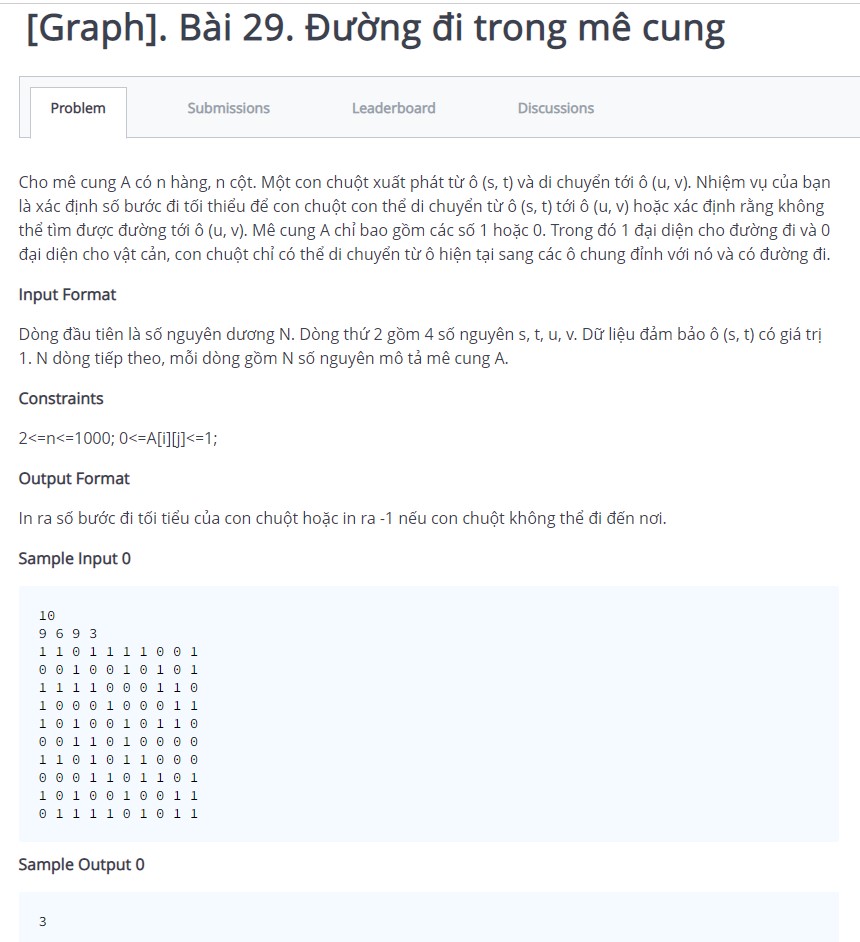 [Graph]. Bài 29. Đường đi trong mê cung
Problem Submissions Leaderboard Discussions
Cho mê cung A có n hàng, n cột. Một con chuột xuất phát từ ô (s, t) và di chuyển tới ô (u, v). Nhiệm vụ của bạn
là xác định số bước đi tối thiểu để con chuột con thể di chuyển từ ô (s, t) tới ô (u, v) hoặc xác định rằng không
thể tìm được đường tới ô (u, v). Mê cung A chỉ bao gồm các số 1 hoặc 0. Trong đó 1 đại diện cho đường đi và 0
đại diện cho vật cản, con chuột chỉ có thể di chuyển từ ô hiện tại sang các ô chung đỉnh với nó và có đường đi.
Input Format
Dòng đầu tiên là số nguyên dương N. Dòng thứ 2 gồm 4 số nguyên s, t, u, v. Dữ liệu đảm bảo ô (s, t) có giá trị
1. N dòng tiếp theo, mỗi dòng gồm N số nguyên mô tả mê cung A.
Constraints
2<=n<=1000; 0<=A[i][j]<=1;
Output Format
In ra số bước đi tối tiểu của con chuột hoặc in ra -1 nếu con chuột không thể đi đến nơi.
Sample Input 0
10
9 6 9 3
1 1 0 1 1 1 1 0 0 1
0 0 1 0 0 1 0 1 0 1
1 1 1 1 0 0 0 1 1 0
1 0 0 0 1 0 0 0 1 1
1 0 1 0 0 1 0 1 1 0
0 0 1 1 0 1 0 0 0 0
1 1 0 1 0 1 1 0 0 0
0 0 0 1 1 0 1 1 0 1
1 0 1 0 0 1 0 0 1 1
0 1 1 1 1 0 1 0 1 1
Sample Output 0
3